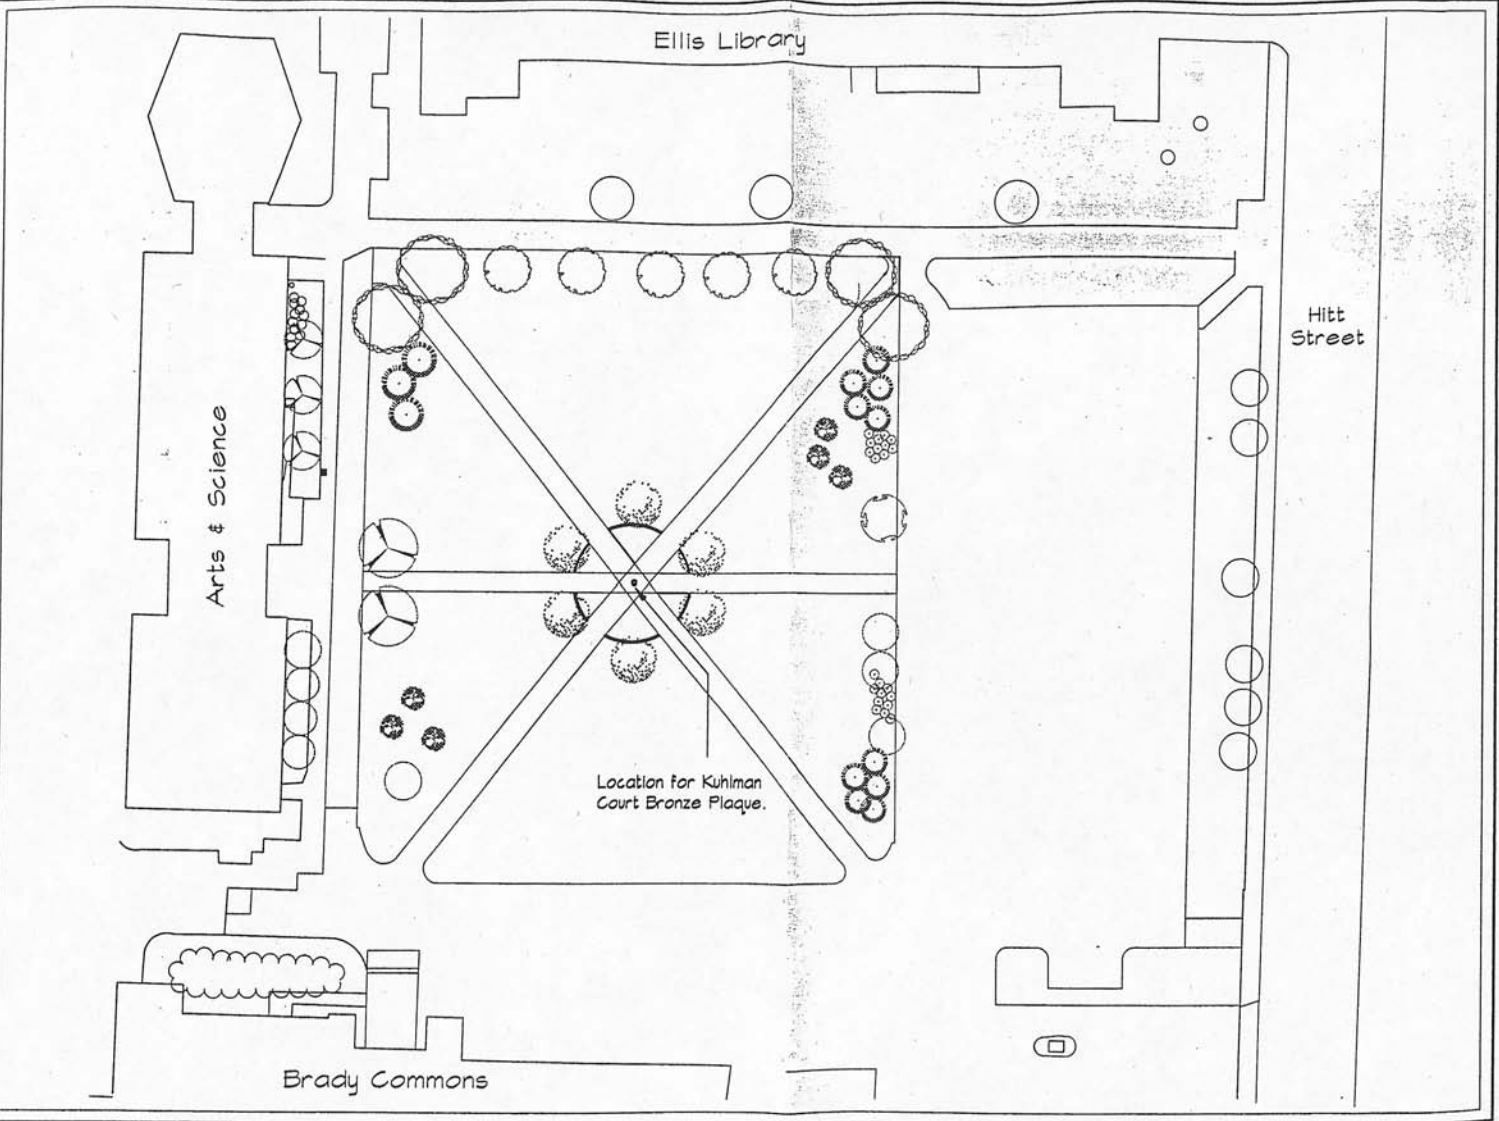 Ellis Library
Hitt
Street
Arts & Science
Location for Kuhlman
Court Bronze Plaque.
Brady Commons